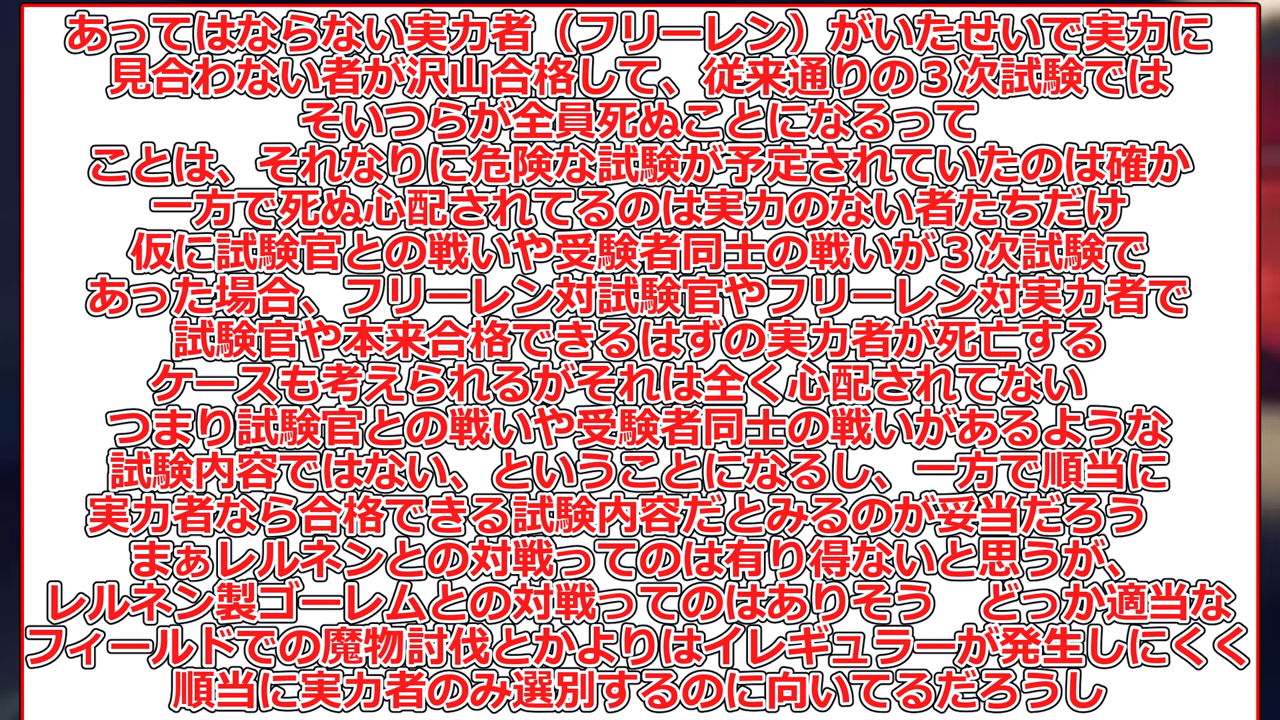 あってはならない実力者（フリーレン）がいたせいで実力に
見合わない者が沢山合格して、従来通りの３次試験では
そいつらが全員死ぬことになるって
ことは、それなりに危険な試験が予定されていたのは確か
一方で死ぬ心配されてるのは実力のない者たちだけ
仮に試験官との戦いや受験者同士の戦いが３次試験で
あった場合、フリーレン対試験官やフリーレン対実力者で
試験官や本来合格できるはずの実力者が死亡する
ケースも考えられるがそれは全く心配されてない
つまり試験官との戦いや受験者同士の戦いがあるような
試験内容ではない、ということになるし、一方で順当に
実力者なら合格できる試験内容だとみるのが妥当だろう
まぁレルネンとの対戦ってのは有り得ないと思うが、
レルネン製ゴーレムとの対戦ってのはありそう　どっか適当な
フィールドでの魔物討伐とかよりはイレギュラーが発生しにくく
順当に実力者のみ選別するのに向いてるだろうし